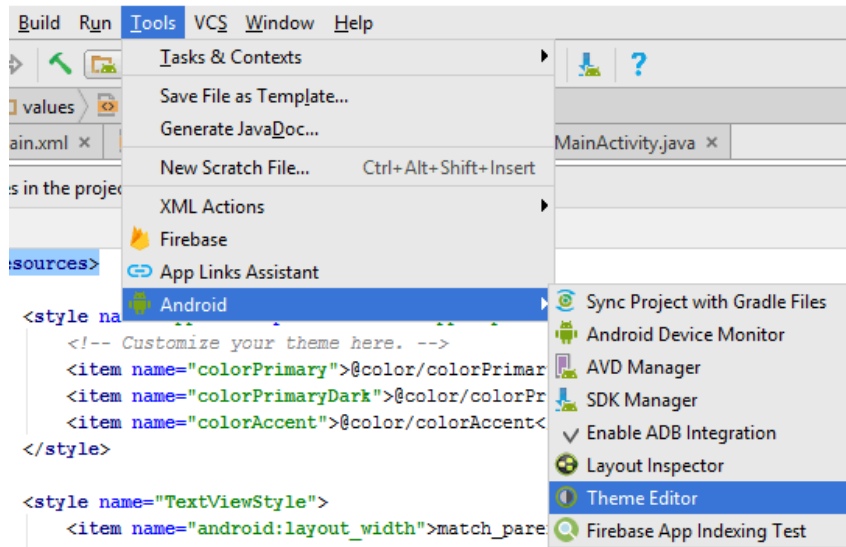 Build Run Tools VCS Window Help
Tasks & Contexts
values
Save File as Template...
Generate JavaDoc...
ain.xml
MainActivity.java
New Scratch File... Ctrl+Alt+Shift+Insert
s in the projec
XML Actions
Firebase
sources>
App Links Assistant
Android
Sync Project with Gradle Files
Android Device Monitor
AVD Manager
SDK Manager
Enable ADB Integration
Layout Inspector
Theme Editor
Firebase App Indexing Test
<style na
<!-- Customize your theme here. -->
<item name="colorPrimary">@color/colorPrimar
<item name="colorPrimaryDark">@color/colorPr
<item name="colorAccent">@color/colorAccent<
</style>
<style name="TextViewStyle">
<item name="android:layout_width">match_pare